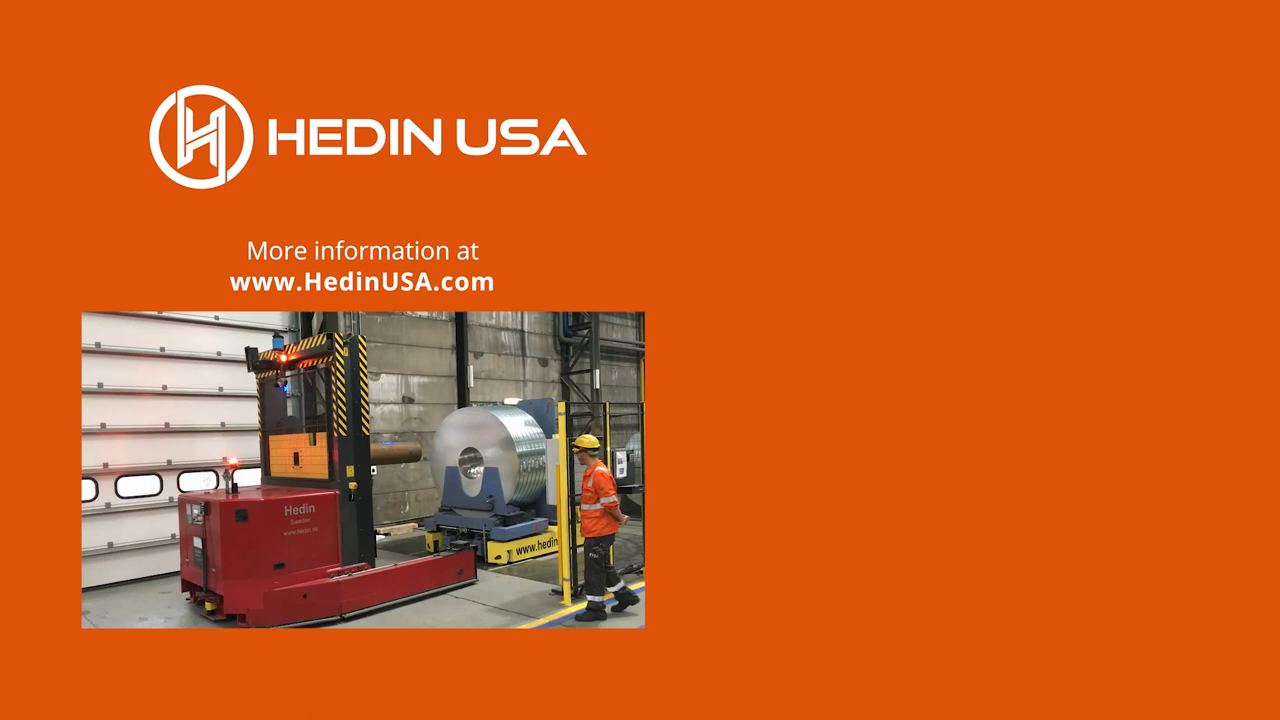 HEDIN USA
More information at
www.HedinUSA.com
Hedin
Sweden
www.hedin.se
www.hedin